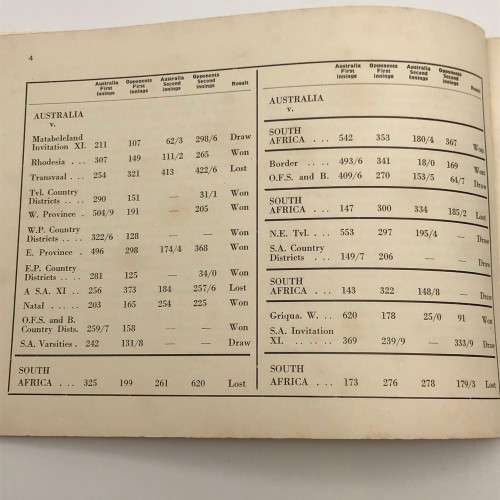 4
Australia First Innings Opponents First Innings Australia Second Innings Opponents Second Innings Result
AUSTRALIA
v.
Matabeleland
Invitation XI. 211 107 62/3 298/6 Draw
Rhodesia . . . 307 149 111/2 265 Won
Transvaal . . . 254 321 413 422/6 Lost
Tvl. Country
Districts . . . . 290 151 — 31/1 Won
W. Province . 504/9 191 — 205 Won
W.P. Country
Districts . . . . 322/6 128 — —
E. Province . . 496 298 174/4 368 Won
E.P. Country
Districts . . . . . 281 125 — 34/0 Won
A S.A. XI . . . 256 373 184 257/6 Lost
Natal . . . . . 203 165 254 225 Won
O.F.S. and B.
Country Dists. 259/7 158 — — Won
S.A. Varsities . 242 133/8 — — Draw
SOUTH
AFRICA . . . 325 199 261 620 Lost
Australia First Innings Opponents First Innings Australia Second Innings Opponents Second Innings
AUSTRALIA
v.
SOUTH
AFRICA . . . 542 353 180/4 367 Won
Border . . . . . 493/6 341 18/0 169 Won
O.F.S. and B. 409/6 270 153/5 64/7 Draw
SOUTH
AFRICA . . . 147 300 334 185/2 Lost
N.E. Tvl. . . . 553 297 195/4 — Draw
S.A. Country
Districts . . . 149/7 206 — — Draw
SOUTH
AFRICA . . . 143 322 148/8 — Draw
Griqua. W. . . 620 178 25/0 91 Won
S.A. Invitation
XI. . . . . . . 369 239/9 — 333/9 Draw
SOUTH
AFRICA . . . 173 276 278 179/3 Lost